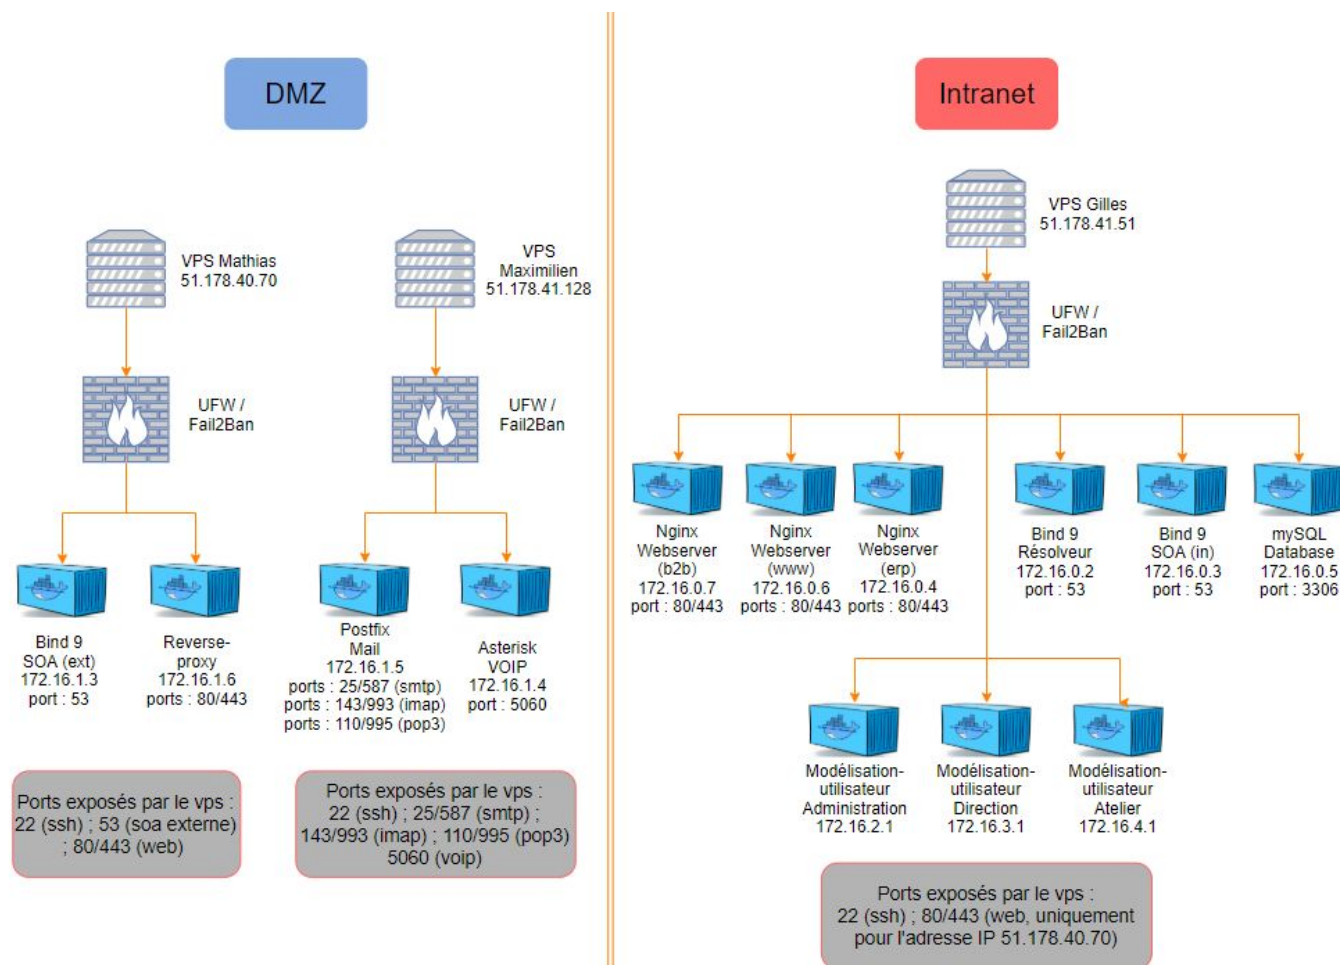 DMZ
Intranet
VPS Gilles
51.178.41.51
VPS Mathias
51.178.40.70
VPS
Maximilien
51.178.41.128
UFW /
Fail2Ban
UFW /
Fail2Ban
UFW /
Fail2Ban
Nginx
Webserver
(b2b)
172.16.0.7
port : 80/443
Nginx
Webserver
(www)
172.16.0.6
ports : 80/443
Nginx
Webserver
(erp)
172.16.0.4
ports : 80/443
Bind 9
Résolveur
172.16.0.2
port : 53
Bind 9
SOA (in)
172.16.0.3
port : 53
mySQL
Database
172.16.0.5
port : 3306
Bind 9
SOA (ext)
172.16.1.3
port : 53
Reverse-
proxy
172.16.1.6
ports : 80/443
Postfix
Mail
172.16.1.5
ports : 25/587 (smtp)
ports : 143/993 (imap)
ports : 110/995 (pop3)
Asterisk
VOIP
172.16.1.4
port : 5060
Modélisation-
utilisateur
Administration
172.16.2.1
Modélisation-
utilisateur
Direction
172.16.3.1
Modélisation-
utilisateur
Atelier
172.16.4.1
Ports exposés par le vps :
22 (ssh) ; 53 (soa externe)
; 80/443 (web)
Ports exposés par le vps :
22 (ssh) ; 25/587 (smtp) ;
143/993 (imap) ; 110/995 (pop3)
5060 (voip)
Ports exposés par le vps :
22 (ssh) ; 80/443 (web, uniquement
pour l'adresse IP 51.178.40.70)